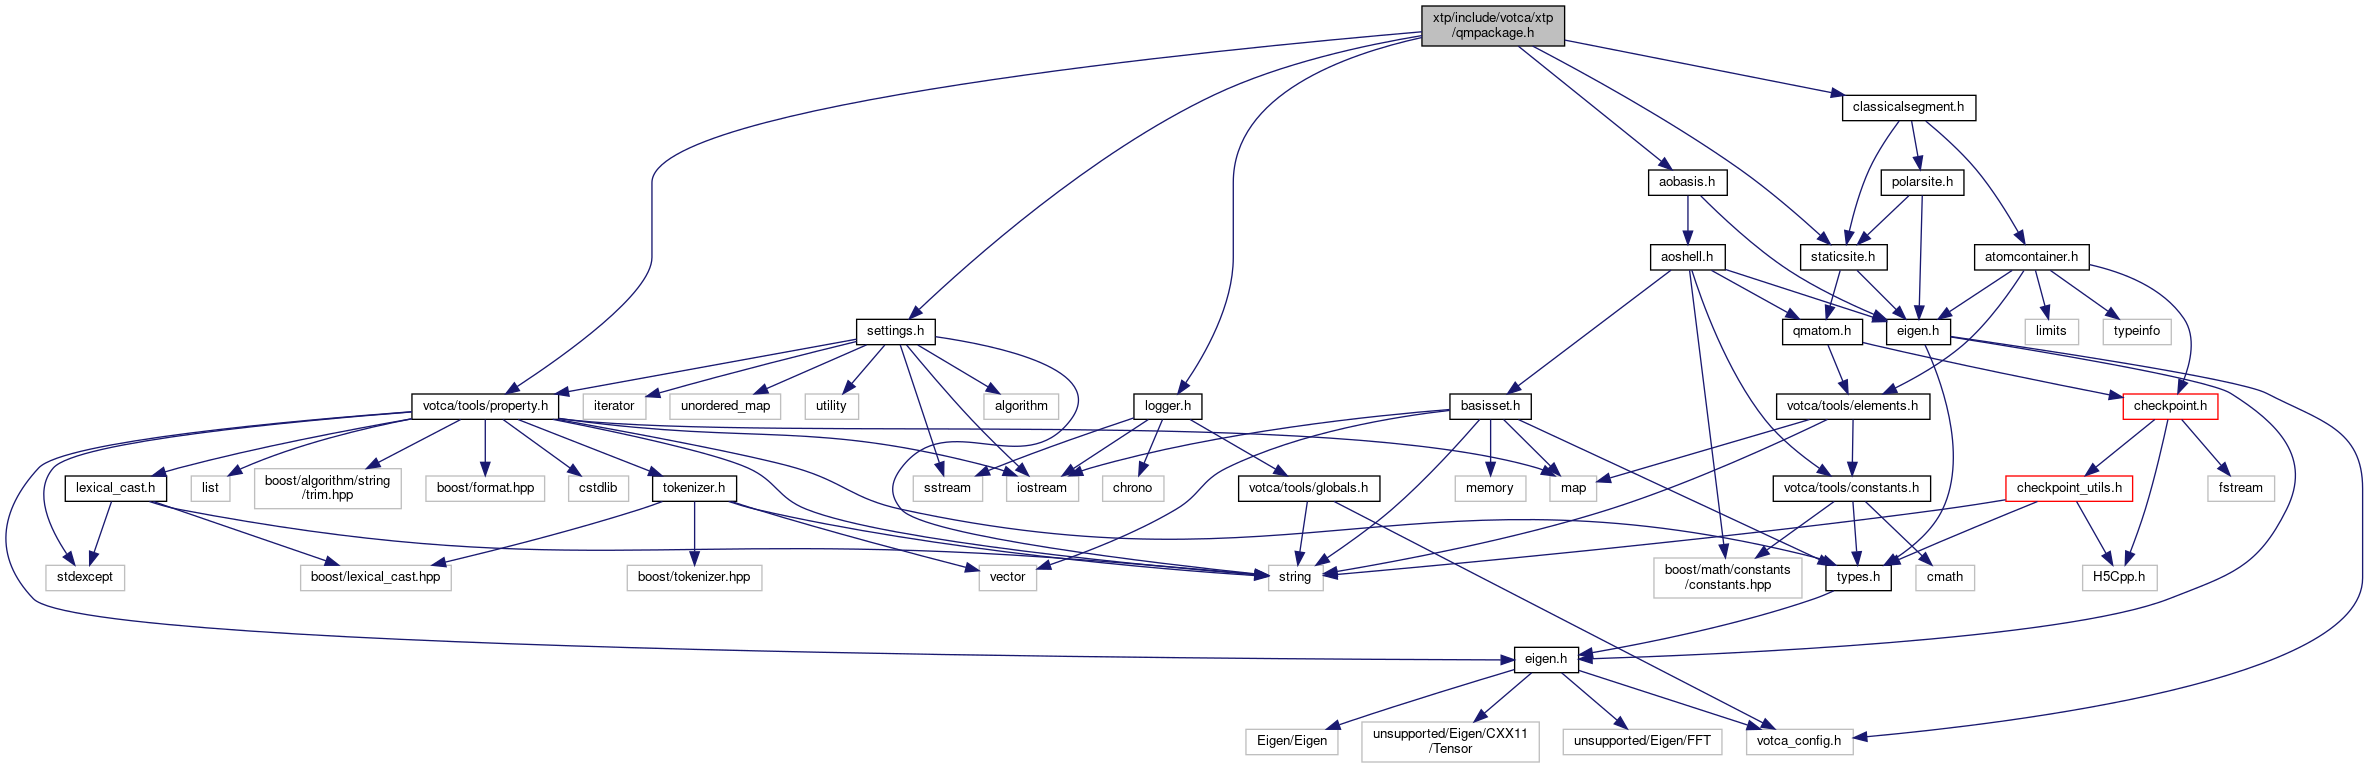 xtp/include/votca/xtp
/qmpackage.h
classicalsegment.h
aobasis.h
polarsite.h
aoshell.h
staticsite.h
atomcontainer.h
settings.h
qmatom.h
eigen.h
limits
typeinfo
votca/tools/property.h
iterator
unordered_map
utility
algorithm
logger.h
basisset.h
votca/tools/elements.h
checkpoint.h
lexical_cast.h
list
boost/algorithm/string
/trim.hpp
boost/format.hpp
cstdlib
tokenizer.h
sstream
iostream
chrono
votca/tools/globals.h
memory
map
votca/tools/constants.h
checkpoint_utils.h
fstream
stdexcept
boost/lexical_cast.hpp
boost/tokenizer.hpp
vector
string
boost/math/constants
/constants.hpp
types.h
cmath
H5Cpp.h
eigen.h
Eigen/Eigen
unsupported/Eigen/CXX11
/Tensor
unsupported/Eigen/FFT
votca_config.h